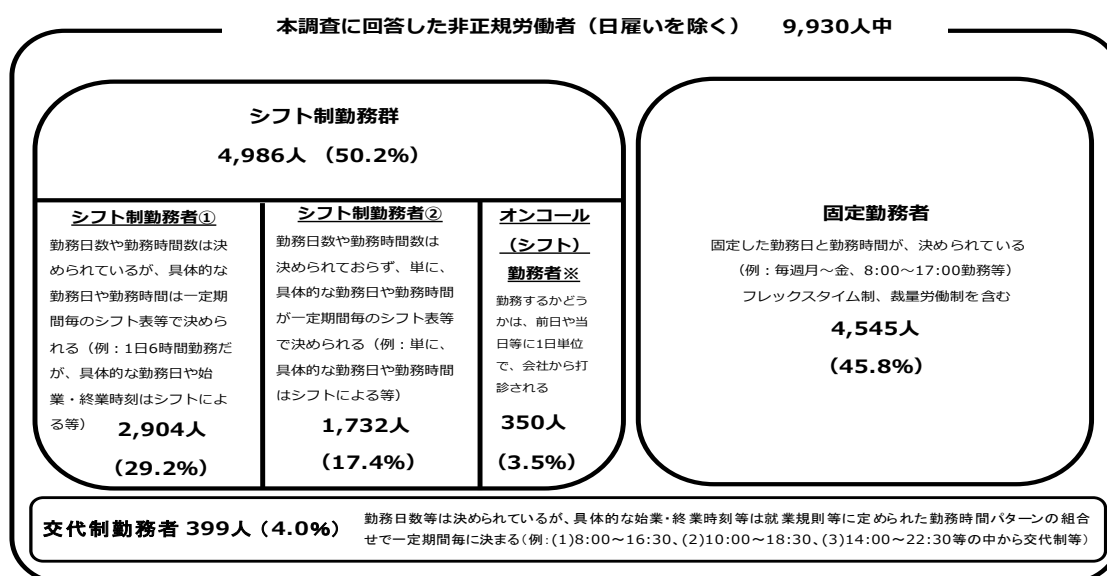 本調査に回答した非正規労働者（日雇いを除く）　9,930人中
シフト制勤務群
4,986人（50.2%）
シフト制勤務者①
勤務日数や勤務時間数は決
められているが、具体的な
勤務日や勤務時間は一定期
間毎のシフト表等で決めら
れる（例：1日6時間勤務だ
が、具体的な勤務日や始
業・終業時刻はシフトによ
る等）
2,904人
（29.2%）
シフト制勤務者②
勤務日数や勤務時間数は
決められておらず、単に、
具体的な勤務日や勤務時間
が一定期間毎のシフト表等
で決められる（例：単に、
具体的な勤務日や勤務時間
はシフトによる等）
1,732人
（17.4%）
オンコール
（シフト）
勤務者※
勤務するかどう
かは、前日や当
日等に1日単位
で、会社から打
診される
350人
（3.5%）
固定勤務者
固定した勤務日と勤務時間が、決められている
（例：毎週月～金、8:00～17:00勤務等）
フレックスタイム制、裁量労働制を含む
4,545人
（45.8%）
交代制勤務者 399人（4.0%）
勤務日数等は決められているが、具体的な始業・終業時刻等は就業規則等に定められた勤務時間パターンの組合
せで一定期間毎に決まる（例：(1)8:00～16:30、(2)10:00～18:30、(3)14:00～22:30等の中から交代制等）